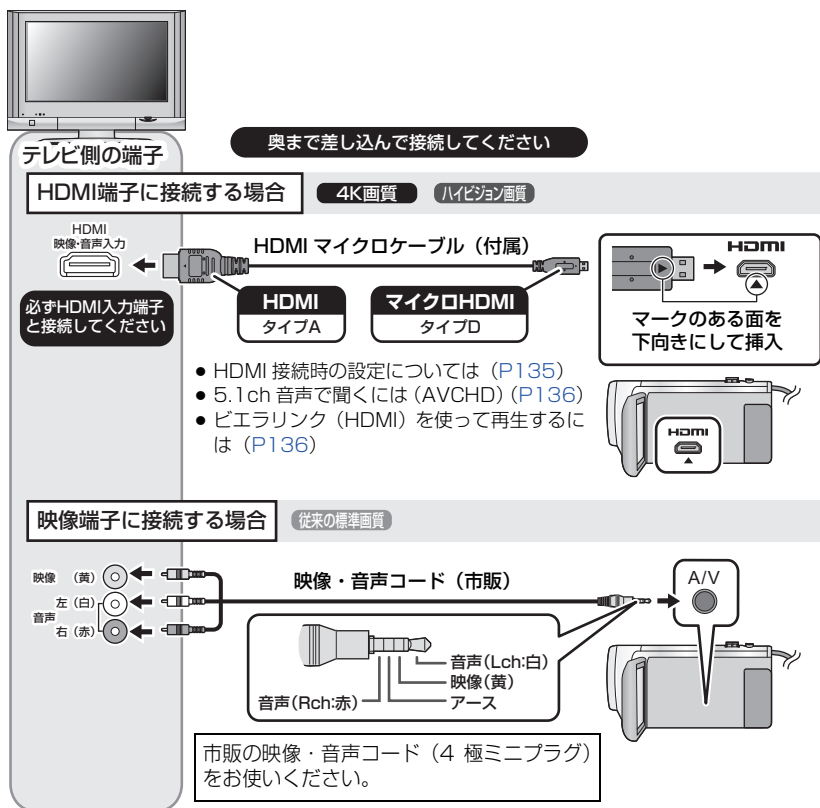 テレビ側の端子
奥まで差し込んで接続してください
HDMI端子に接続する場合
4K画質
ハイビジョン画質
HDMI
映像・音声入力
必ずHDMI入力端子
と接続してください
HDMI マイクロケーブル（付属）
HDMI
タイプA
マイクロHDMI
タイプD
HDMI
マークのある面を
下向きにして挿入
● HDMI 接続時の設定については（P135）
● 5.1ch 音声で聞くには（AVCHD）（P136）
● ビエラリンク（HDMI）を使って再生するに
は（P136）
HDMI
映像端子に接続する場合
従来の標準画質
映像 （黄）
音声
左（白）
右（赤）
映像・音声コード（市販）
A/V
音声(Lch:白)
映像(黄)
音声(Rch:赤)
アース
市販の映像・音声コード（4 極ミニプラグ）
をお使いください。